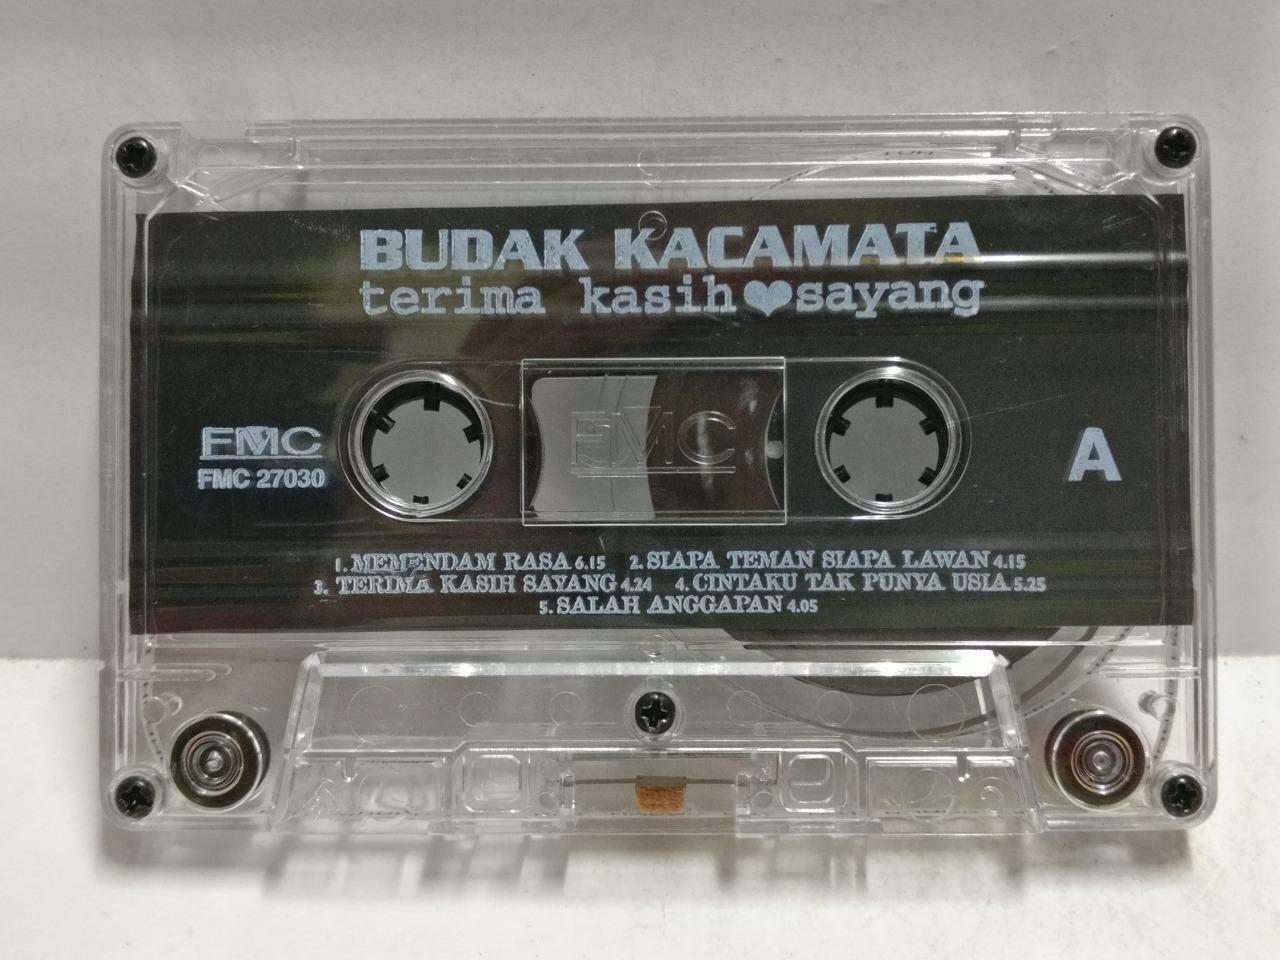 BUDAK KACAMATA
terima kasih♥sayang
FMC
FMC 27030
FMC
A
1. MEMENDAM RASA 6.15 2. SIAPA TEMAN SIAPA LAWAN 4.15
3. TERIMA KASIH SAYANG 4.24 4. CINTAKU TAK PUNYA USIA 5.25
5. SALAH ANGGAPAN 4.05